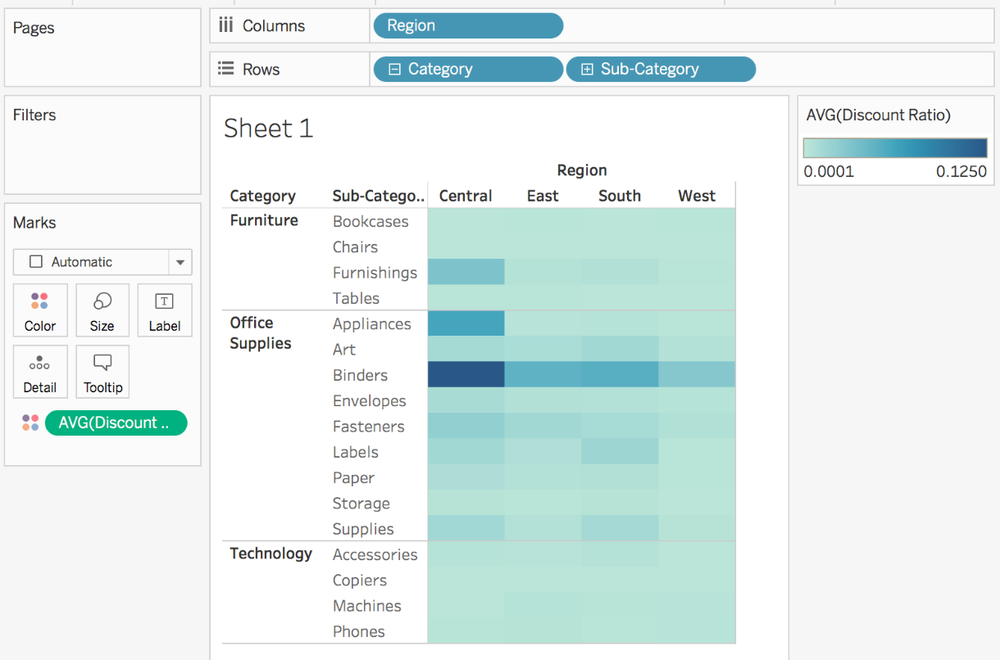 Pages
Columns
Region
Rows
Category
Sub-Category
Filters
Marks
Automatic
Color
Size
Label
Detail
Tooltip
AVG(Discount ..
Sheet 1
Region
Category
Sub-Catego..
Central
East
South
West
Furniture
Bookcases
Chairs
Furnishings
Tables
Office
Supplies
Appliances
Art
Binders
Envelopes
Fasteners
Labels
Paper
Storage
Supplies
Technology
Accessories
Copiers
Machines
Phones
AVG(Discount Ratio)
0.0001
0.1250